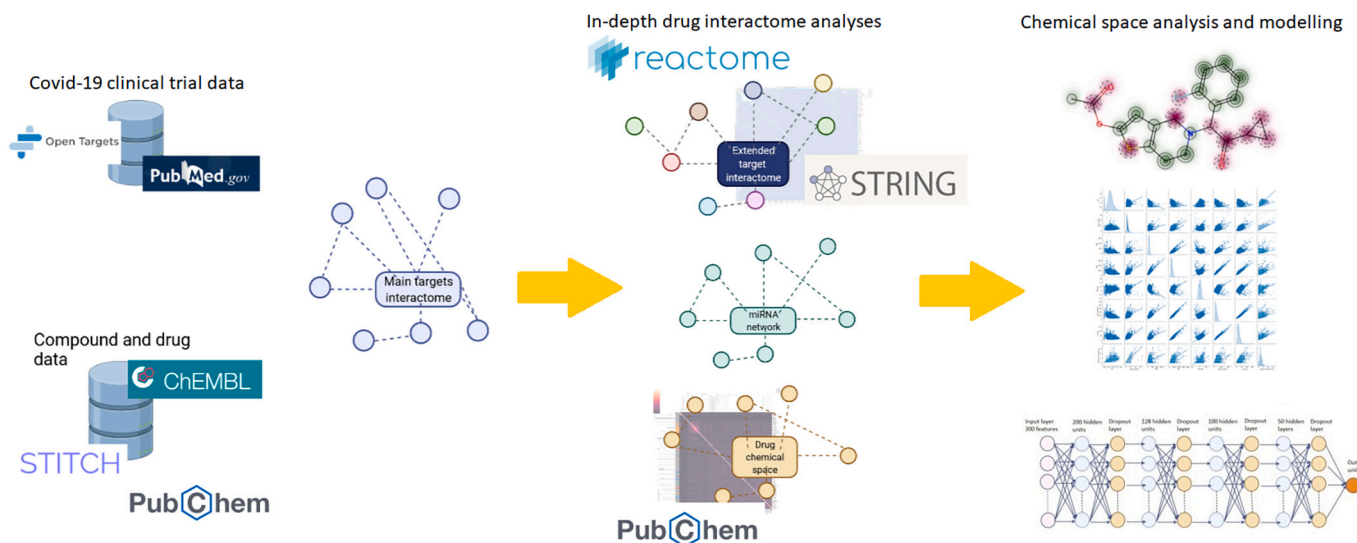 Covid-19 clinical trial data
Open Targets
PubMed.gov
Compound and drug
data
ChEMBL
STITCH
PubChem
Main targets
interactome
In-depth drug interactome analyses
reactome
Extended
target
interactome
STRING
miRNA
network
Drug
chemical
space
PubChem
Chemical space analysis and modelling
Input layer
300 features
200 hidden
units
Dropout
layer
128 hidden
units
Dropout
layer
100 hidden
units
Dropout
layer
50 hidden
layers
Dropout
layer